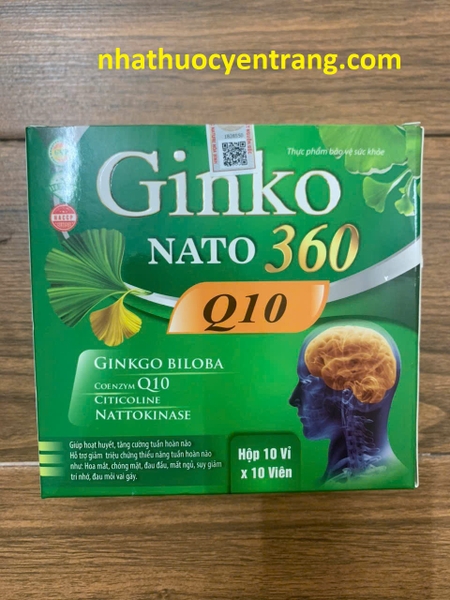 nhathuocyentrang.com
Thực phẩm bảo vệ sức khỏe
Ginko
NATO 360
Q10
GINKGO BILOBA
COENZYM Q10
CITICOLINE
NATTOKINASE
Giúp hoạt huyết, tăng cường tuần hoàn não
Hỗ trợ giảm triệu chứng thiểu năng tuần hoàn não
như: Hoa mắt, chóng mặt, đau đầu, mất ngủ, suy giảm
trí nhớ, đau mỏi vai gáy.
Hộp 10 Vỉ
x 10 Viên